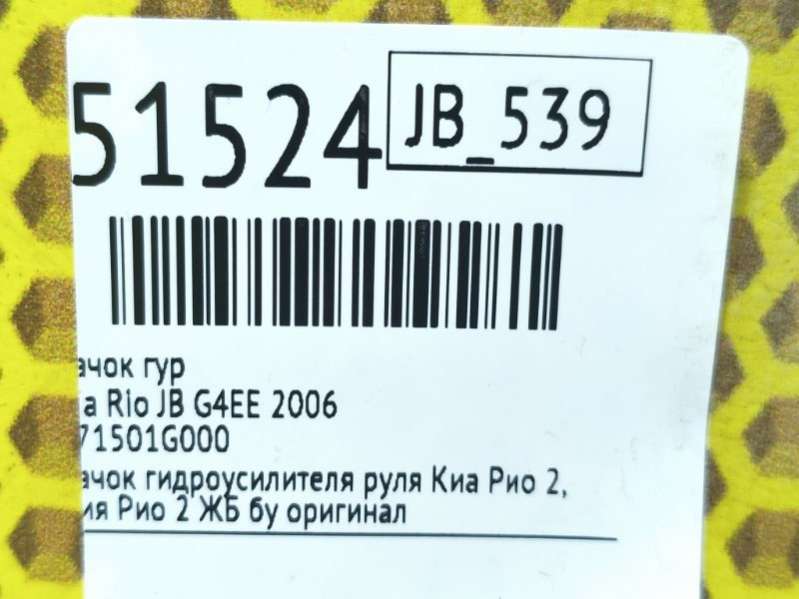 51524 JB_539
ачок гур
a Rio JB G4EE 2006
71501G000
ачок гидроусилителя руля Киа Рио 2,
ия Рио 2 ЖБ бу оригинал